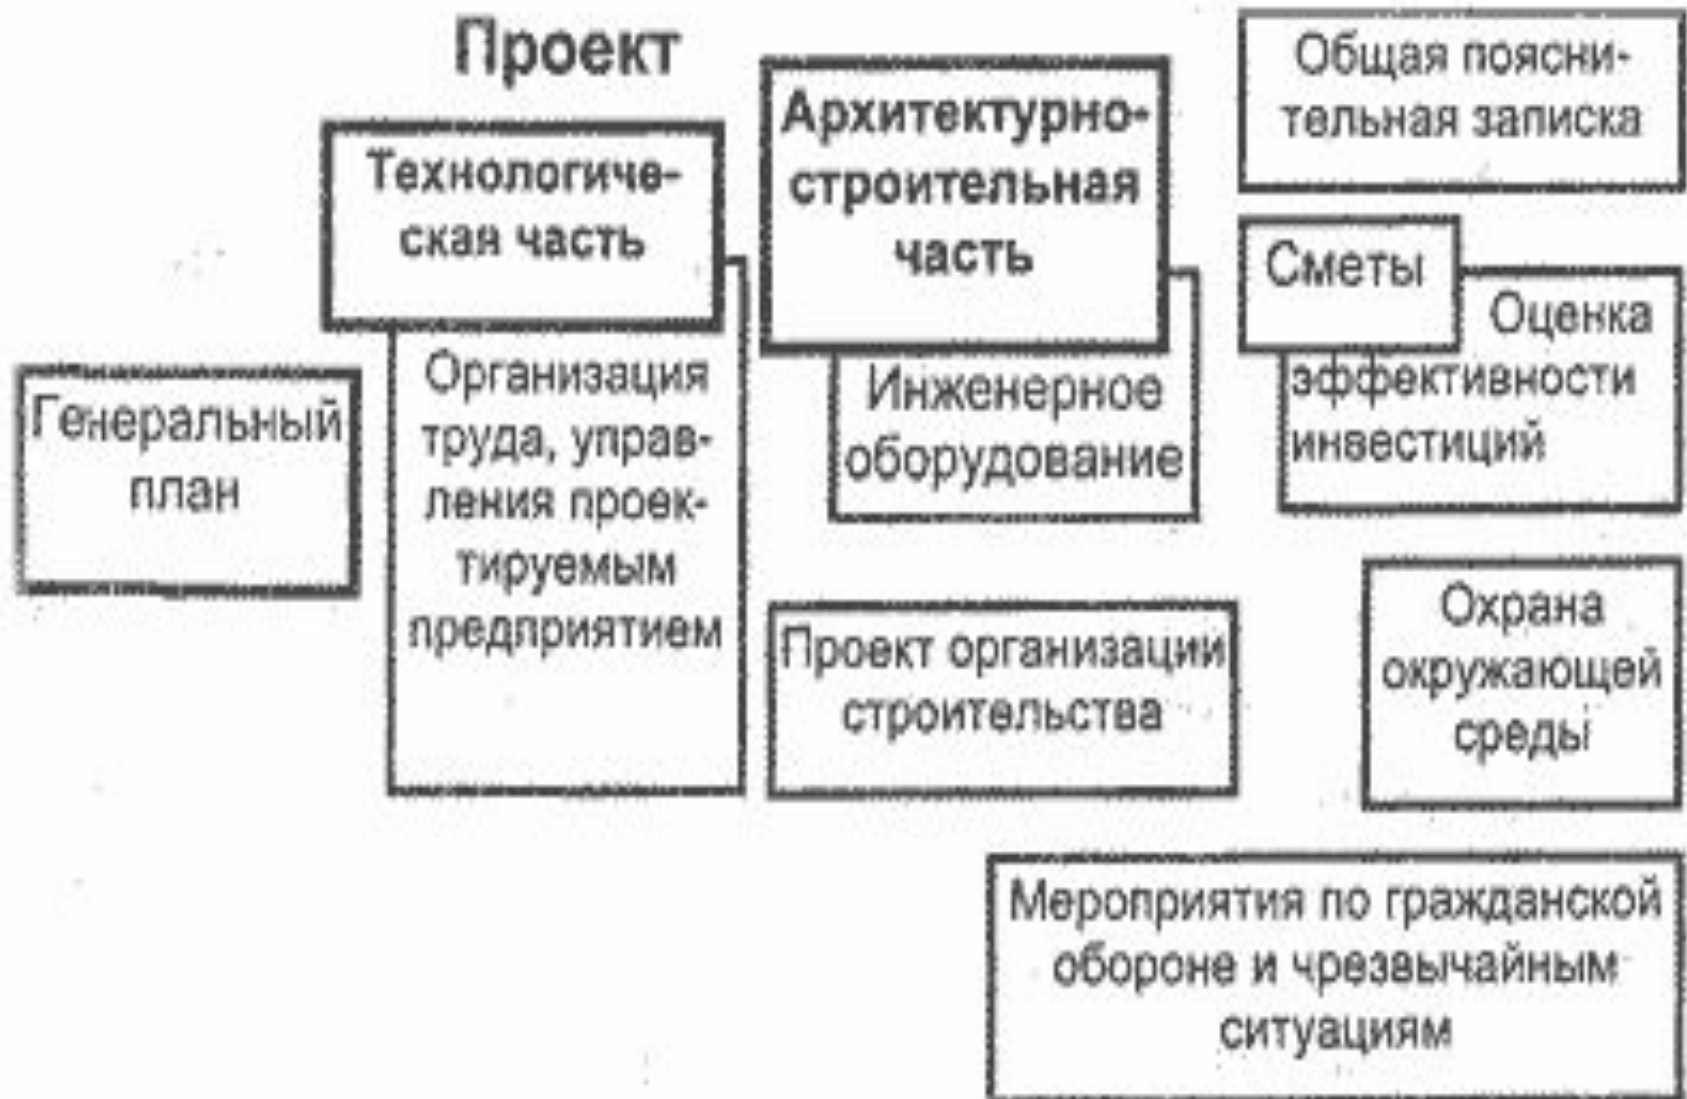 Проект
Технологиче-
ская часть
Архитектурно-
строительная
часть
Общая поясни-
тельная записка
Сметы
Оценка
эффективности
инвестиций
Генеральный
план
Организация
труда, управ-
ления проек-
тируемым
предприятием
Инженерное
оборудование
Проект организации
строительства
Охрана
окружающей
среды
Мероприятия по гражданской
обороне и чрезвычайным
ситуациям